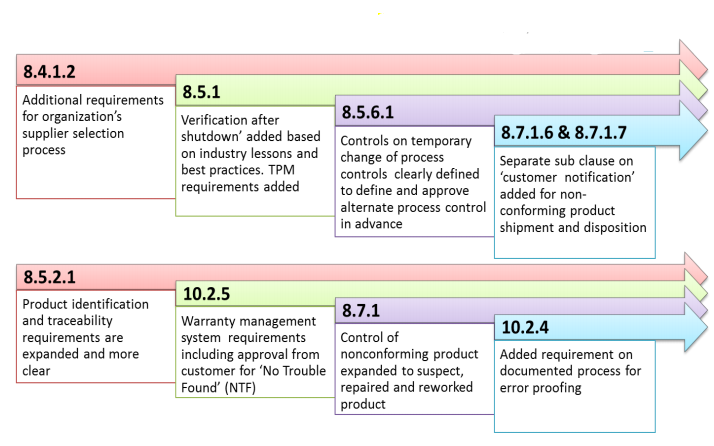 8.4.1.2
Additional requirements
for organization's
supplier selection
process
8.5.1
Verification after
shutdown' added based
on industry lessons and
best practices. TPM
requirements added
8.5.6.1
Controls on temporary
change of process
controls clearly defined
to define and approve
alternate process control
in advance
8.7.1.6 & 8.7.1.7
Separate sub clause on
'customer notification'
added for non-
conforming product
shipment and disposition
8.5.2.1
Product identification
and traceability
requirements are
expanded and more
clear
10.2.5
Warranty management
system requirements
including approval from
customer for 'No Trouble
Found' (NTF)
8.7.1
Control of
nonconforming product
expanded to suspect,
repaired and reworked
product
10.2.4
Added requirement on
documented process for
error proofing